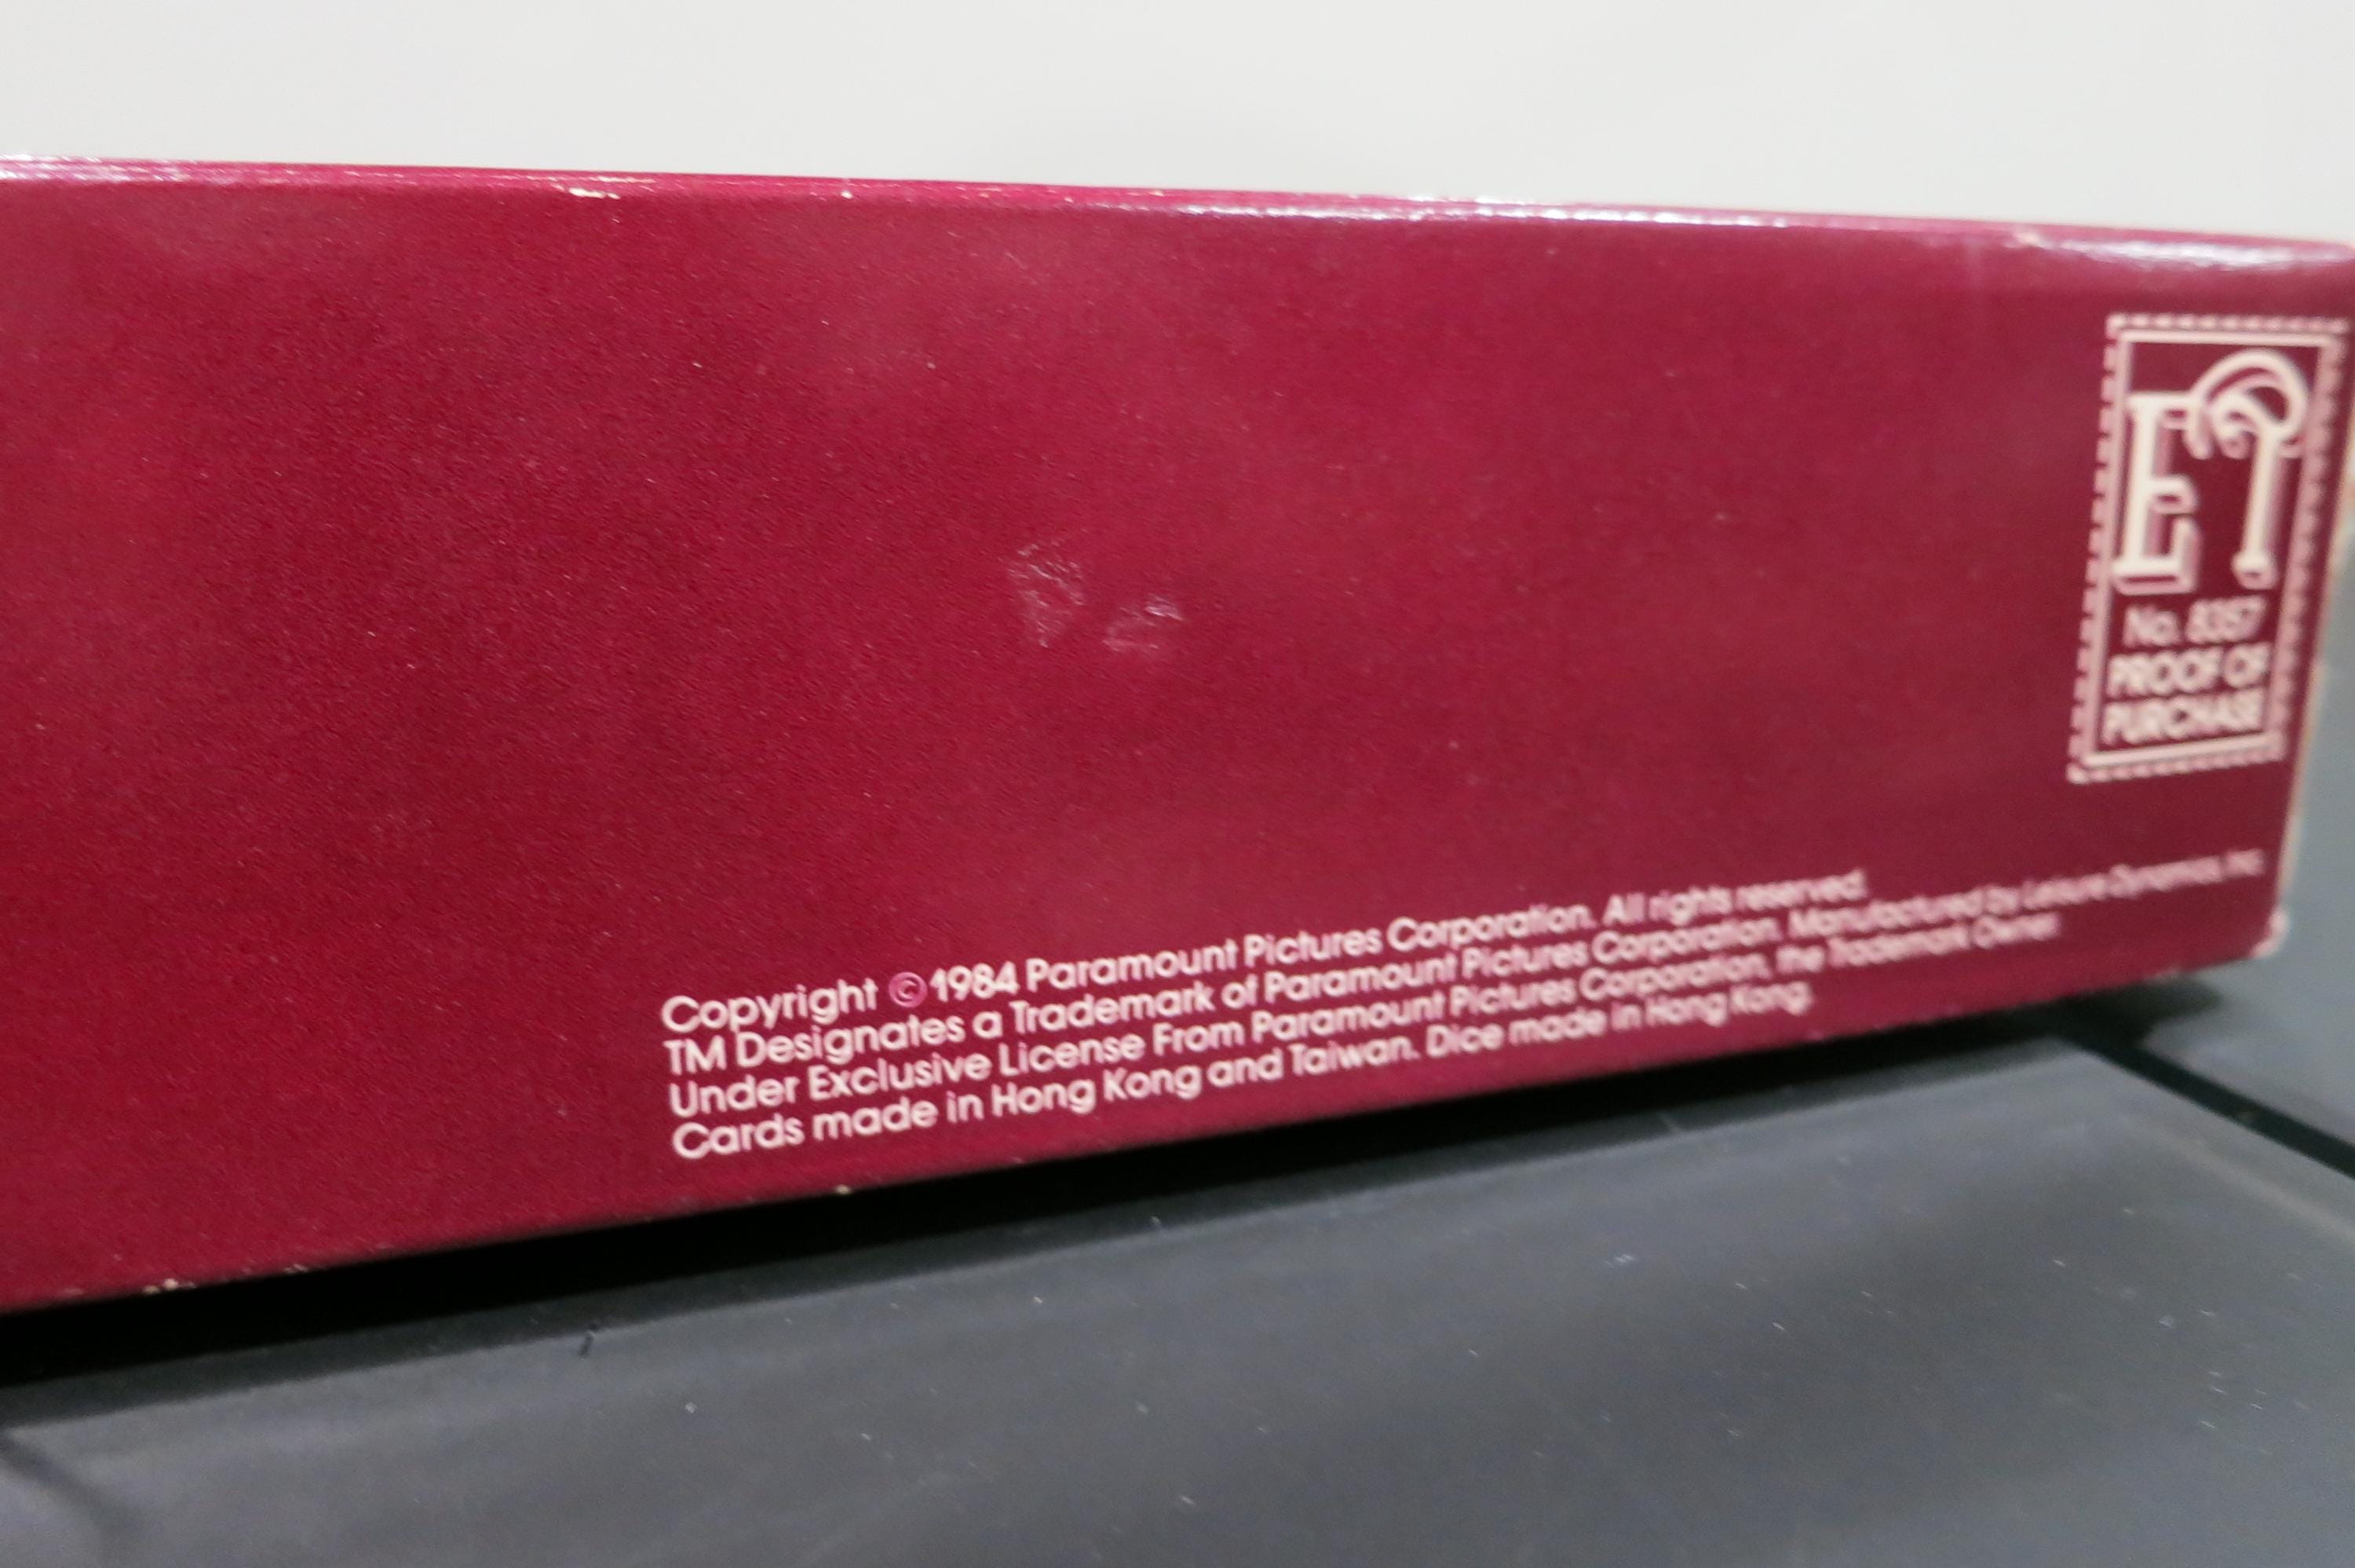 ET
No. 8357
PROOF OF
PURCHASE
Copyright © 1984 Paramount Pictures Corporation. All rights reserved.
TM Designates a Trademark of Paramount Pictures Corporation. Manufactured by Leisure Dynamics, Inc.
Under Exclusive License From Paramount Pictures Corporation, the Trademark Owner.
Cards made in Hong Kong and Taiwan. Dice made in Hong Kong.